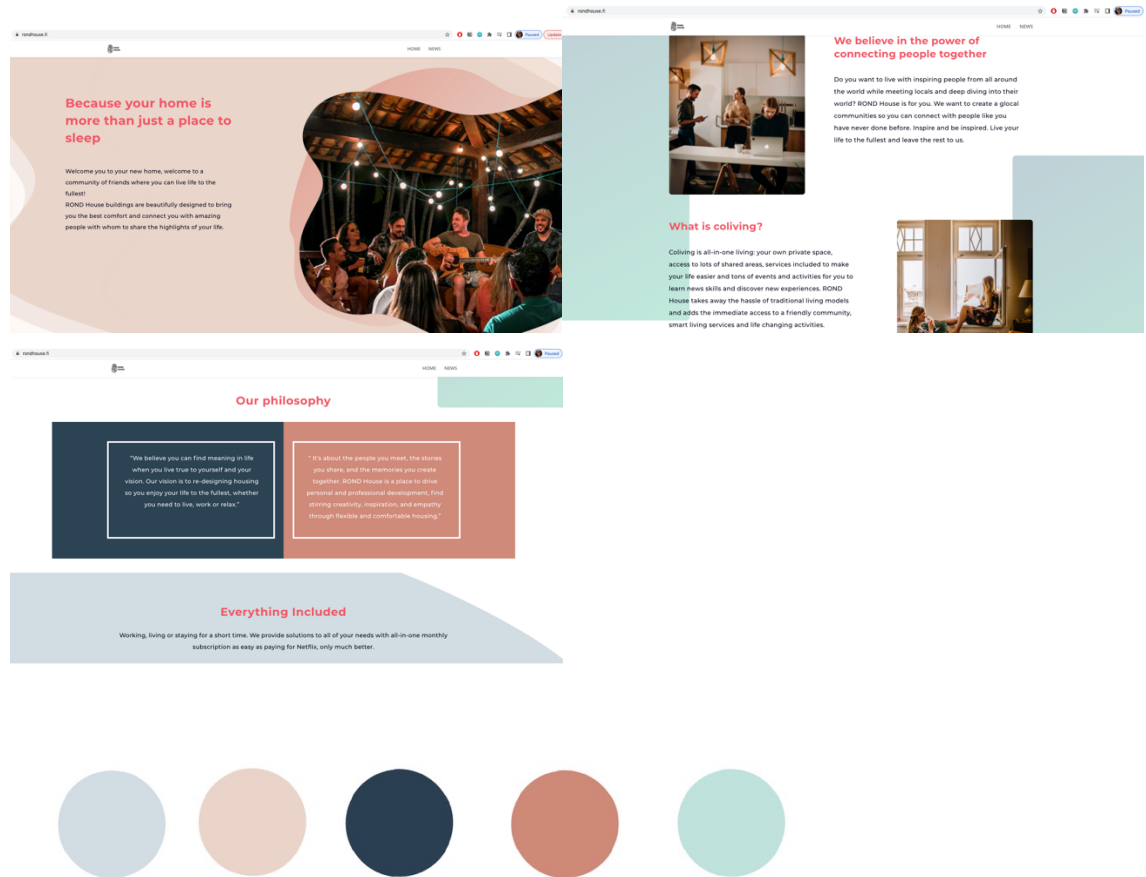 rondhouse.fi
Paused
Update
ROND
HOUSE
HOME NEWS
Because your home is
more than just a place to
sleep
Welcome you to your new home, welcome to a
community of friends where you can live life to the
fullest!
ROND House buildings are beautifully designed to bring
you the best comfort and connect you with amazing
people with whom to share the highlights of your life.
rondhouse.fi
Paused
ROND
HOUSE
HOME NEWS
We believe in the power of
connecting people together
Do you want to live with inspiring people from all around
the world while meeting locals and deep diving into their
world? ROND House is for you. We want to create a glocal
communities so you can connect with people like you
have never done before. Inspire and be inspired. Live your
life to the fullest and leave the rest to us.
What is coliving?
Coliving is all-in-one living: your own private space,
access to lots of shared areas, services included to make
your life easier and tons of events and activities for you to
learn news skills and discover new experiences. ROND
House takes away the hassle of traditional living models
and adds the immediate access to a friendly community,
smart living services and life changing activities.
rondhouse.fi
Paused
ROND
HOUSE
HOME NEWS
Our philosophy
"We believe you can find meaning in life
when you live true to yourself and your
vision. Our vision is to re-designing housing
so you enjoy your life to the fullest, whether
you need to live, work or relax."
" It's about the people you meet, the stories
you share, and the memories you create
together. ROND House is a place to drive
personal and professional development, find
stirring creativity, inspiration, and empathy
through flexible and comfortable housing."
Everything Included
Working, living or staying for a short time. We provide solutions to all of your needs with all-in-one monthly
subscription as easy as paying for Netflix, only much better.